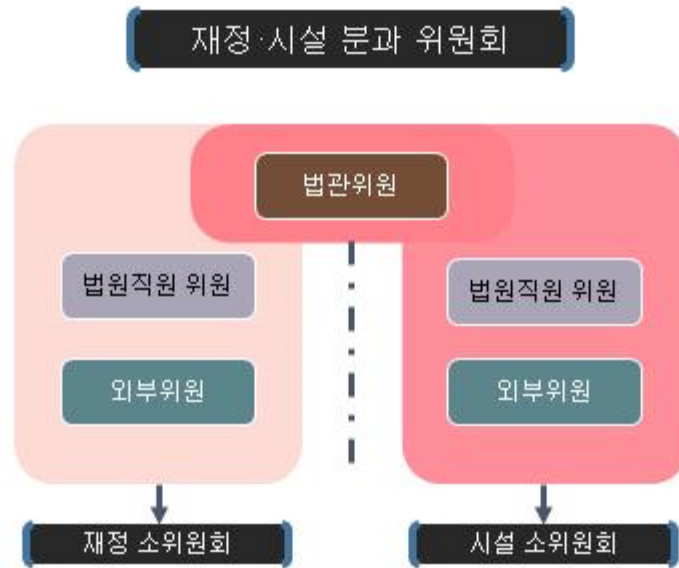 재정·시설 분과 위원회
법관위원
법원직원 위원
법원직원 위원
외부위원
외부위원
재정 소위원회
시설 소위원회